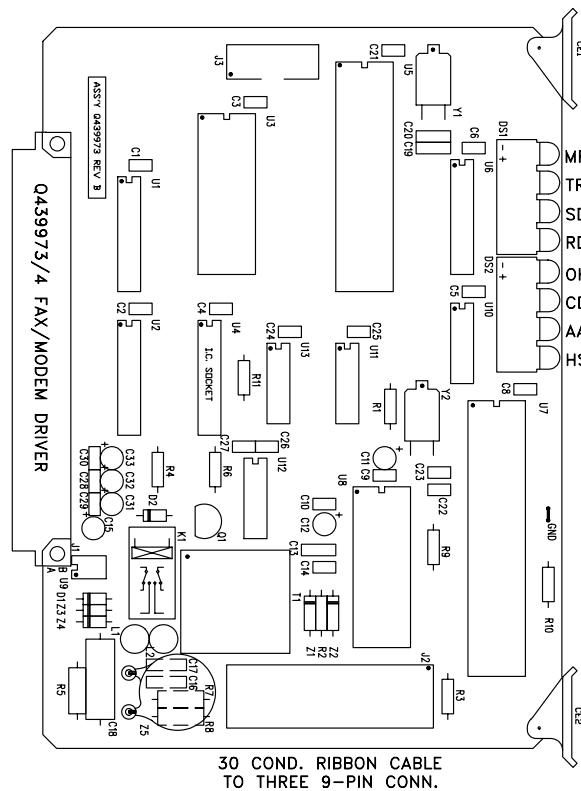 J3
C21
U5
CE1
C3
U3
Y1
C20
C19
C6
DS1
- +
ASS'Y Q439973 REV. B
C1
U1
U6
MR
TR
SD
RD
Q439973/4 FAX/MODEM DRIVER
DS2
- +
OH
CD
AA
HS
C2
U2
C4
U4
I.C. SOCKET
C24
U13
C25
U11
C5
U10
R11
R1
Y2
C8
U7
C30
C28
C29
C33
C32
C31
C15
R4
R6
C27
C26
U12
C11
C9
U8
C23
C22
D2
Q1
C10
C12
+
GND
J1
B
A
U9
K1
C13
C14
R9
D1
Z3
Z4
T1
Z1
R2
Z2
R10
L1
L2
C17
C16
R5
C18
Z5
R7
R8
J2
R3
CE2
30 COND. RIBBON CABLE
TO THREE 9-PIN CONN.